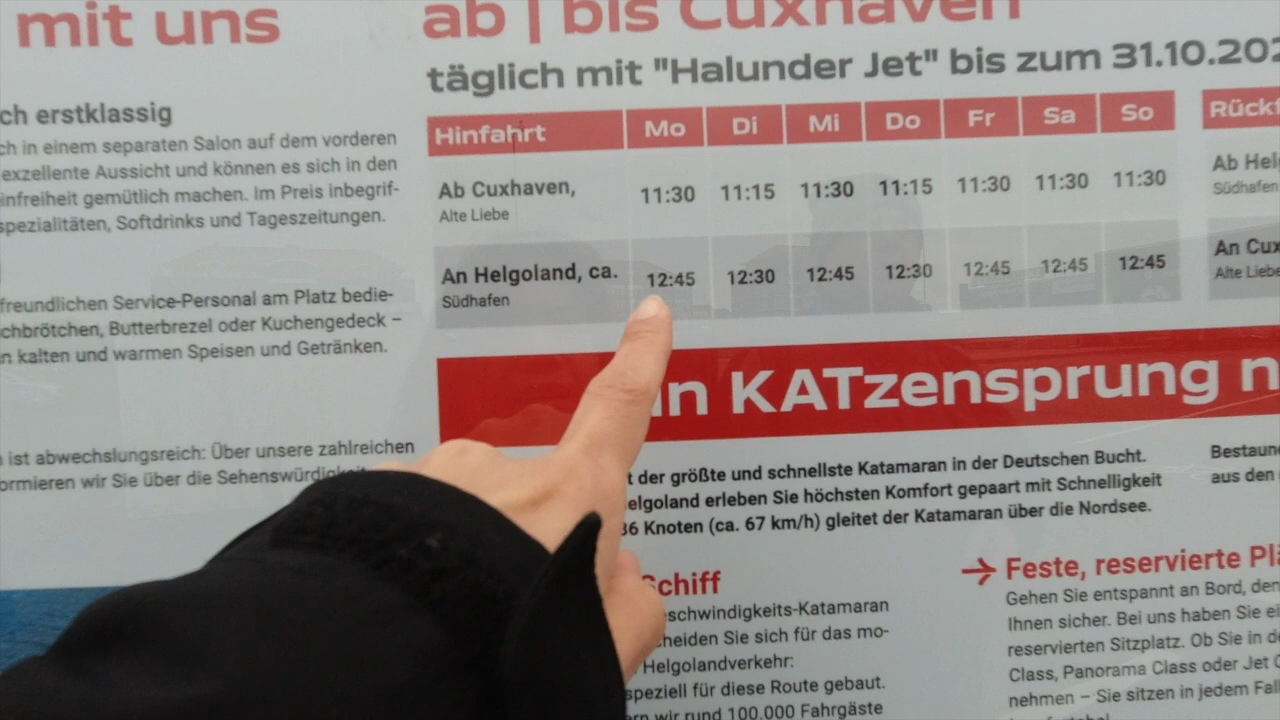 mit uns
ch erstklassig
ch in einem separaten Salon auf dem vorderen
exzellente Aussicht und können es sich in den
infreiheit gemütlich machen. Im Preis inbegrif-
spezialitäten, Softdrinks und Tageszeitungen.
freundlichen Service-Personal am Platz bedie-
chbrötchen, Butterbrezel oder Kuchengedeck –
n kalten und warmen Speisen und Getränken.
ist abwechslungsreich: Über unsere zahlreichen
ormieren wir Sie über die
ab | bis Cuxhaven
täglich mit "Halunder Jet" bis zum 31.10.202
Hinfahrt Mo Di Mi Do Fr Sa So
Ab Cuxhaven, 11:30 11:15 11:30 11:15 11:30 11:30 11:30
Alte Liebe
An Helgoland, ca. 12:45 12:30 12:45 12:30 12:45 12:45 12:45
Südhafen
Rück
Ab Hel
Südhafen
An Cux
Alte Liebe
in KATzensprung n
t der größte und schnellste Katamaran in der Deutschen Bucht.
elgoland erleben Sie höchsten Komfort gepaart mit Schnelligkeit
36 Knoten (ca. 67 km/h) gleitet der Katamaran über die Nordsee.
Bestaun
aus den
Schiff
eschwindigkeits-Katamaran
cheiden Sie sich für das mo-
Helgolandverkehr:
speziell für diese Route gebaut.
ern wir rund 100.000 Fahrgäste
→ Feste, reservierte Pl
Gehen Sie entspannt an Bord, den
Ihnen sicher. Bei uns haben Sie ei
reservierten Sitzplatz. Ob Sie in d
Class, Panorama Class oder Jet C
nehmen – Sie sitzen in jedem Fall